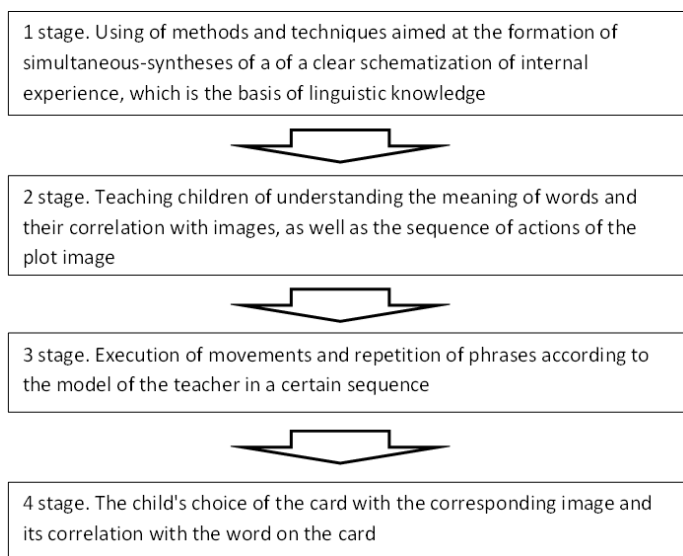 1 stage. Using of methods and techniques aimed at the formation of
simultaneous-syntheses of a of a clear schematization of internal
experience, which is the basis of linguistic knowledge
2 stage. Teaching children of understanding the meaning of words and
their correlation with images, as well as the sequence of actions of the
plot image
3 stage. Execution of movements and repetition of phrases according to
the model of the teacher in a certain sequence
4 stage. The child's choice of the card with the corresponding image and
its correlation with the word on the card